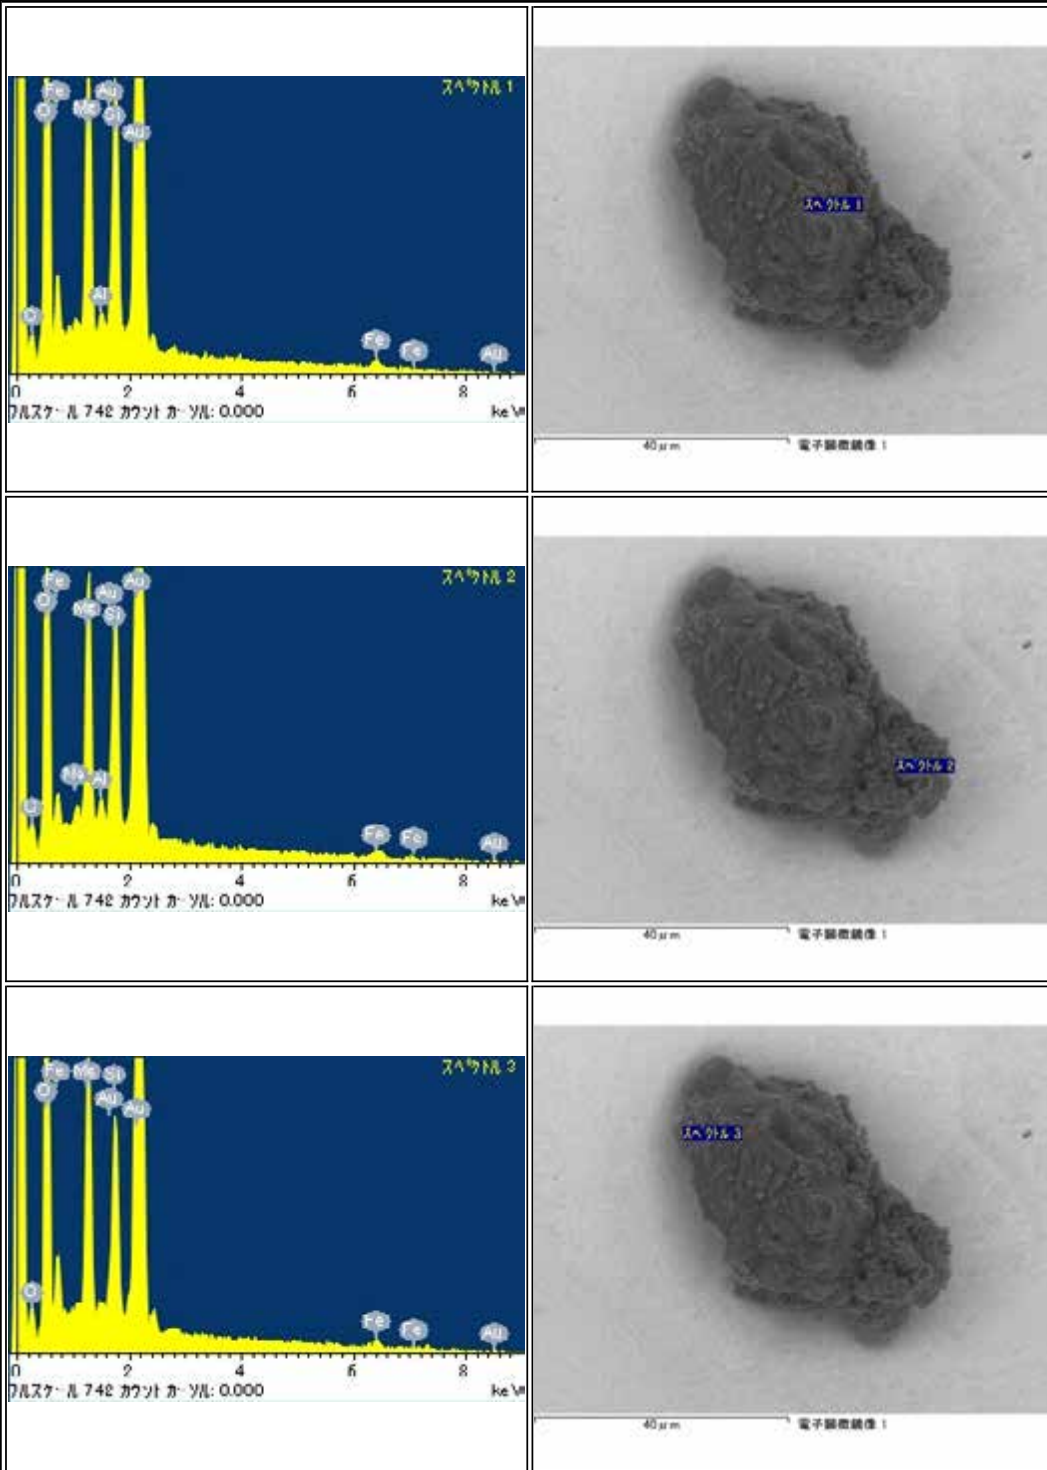 スペクトル 1
Fe
Au
O
Mg
Si
Au
Al
C
Fe
Fe
Au
0 2 4 6 8
フルスケール 742 カウント カーソル: 0.000 keV
スペクトル 1
40μm 電子顕微鏡像 1
スペクトル 2
Fe
Au
Au
O
Mg
Si
Na
Al
C
Fe
Fe
Au
0 2 4 6 8
フルスケール 742 カウント カーソル: 0.000 keV
スペクトル 2
40μm 電子顕微鏡像 1
スペクトル 3
Fe
Mg
Si
O
Au
Au
C
Fe
Fe
Au
0 2 4 6 8
フルスケール 742 カウント カーソル: 0.000 keV
スペクトル 3
40μm 電子顕微鏡像 1